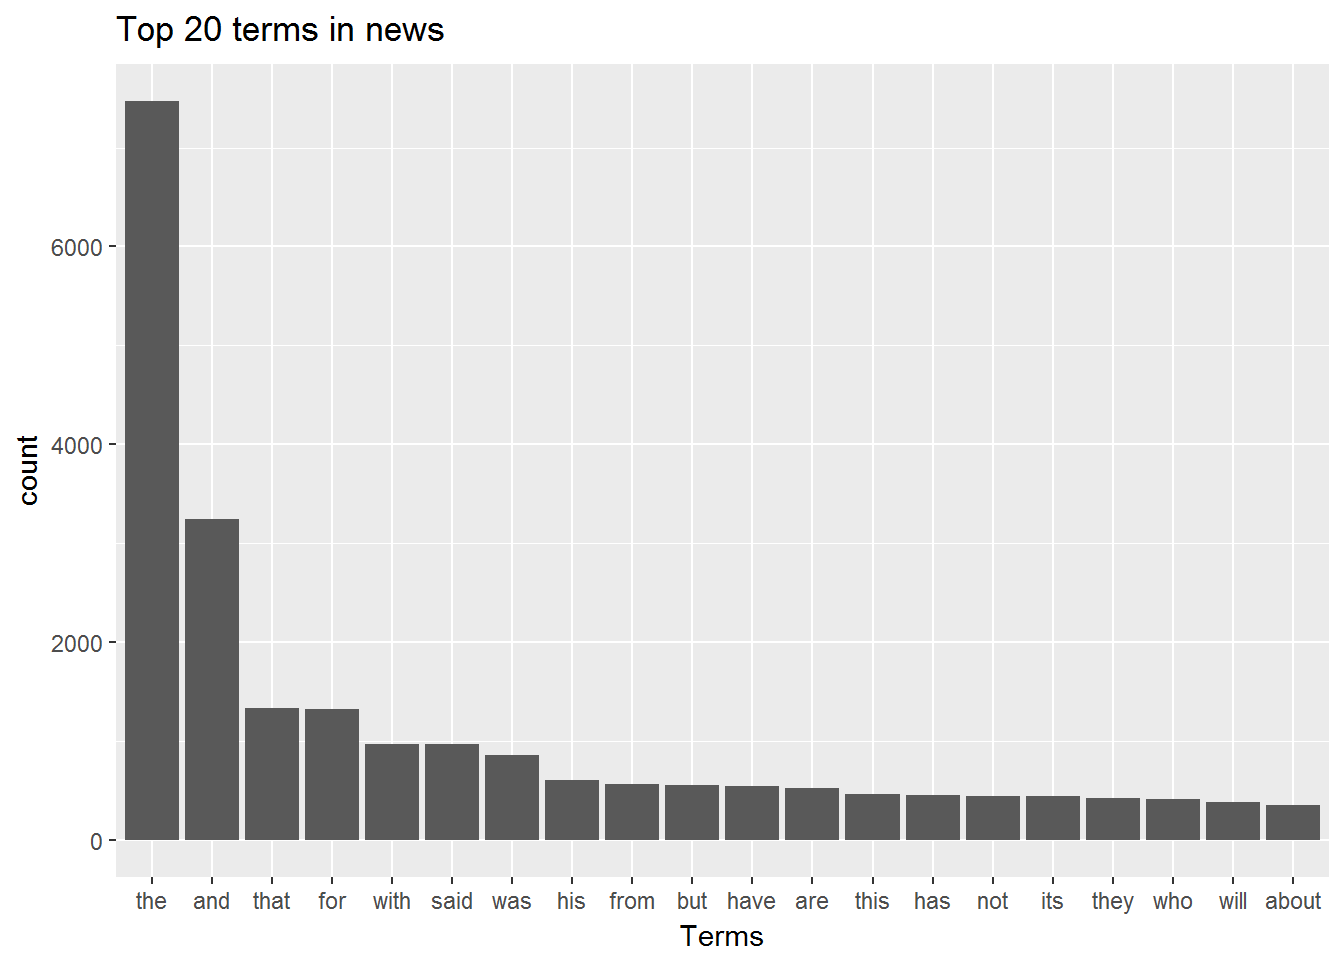 Top 20 terms in news
6000
4000
2000
0
count
the and that for with said was his from but have are this has not its they who will about
Terms